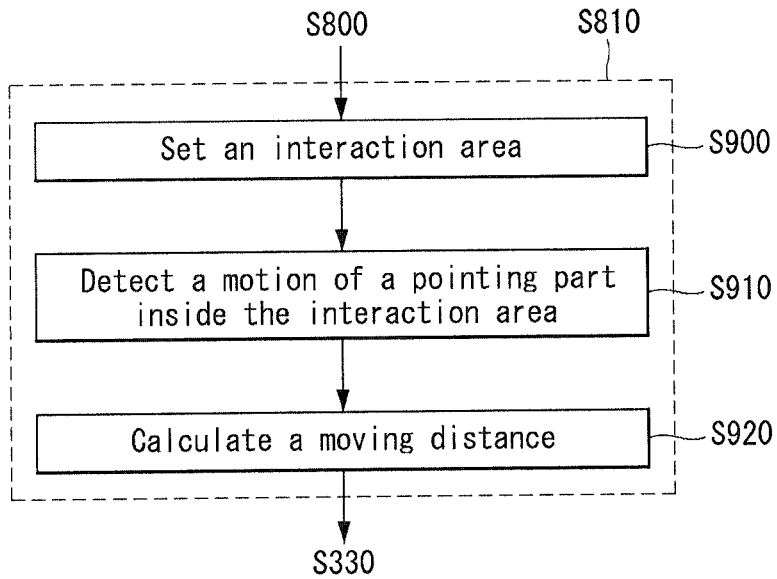 S800
S810
Set an interaction area
S900
Detect a motion of a pointing part
inside the interaction area
S910
Calculate a moving distance
S920
S330